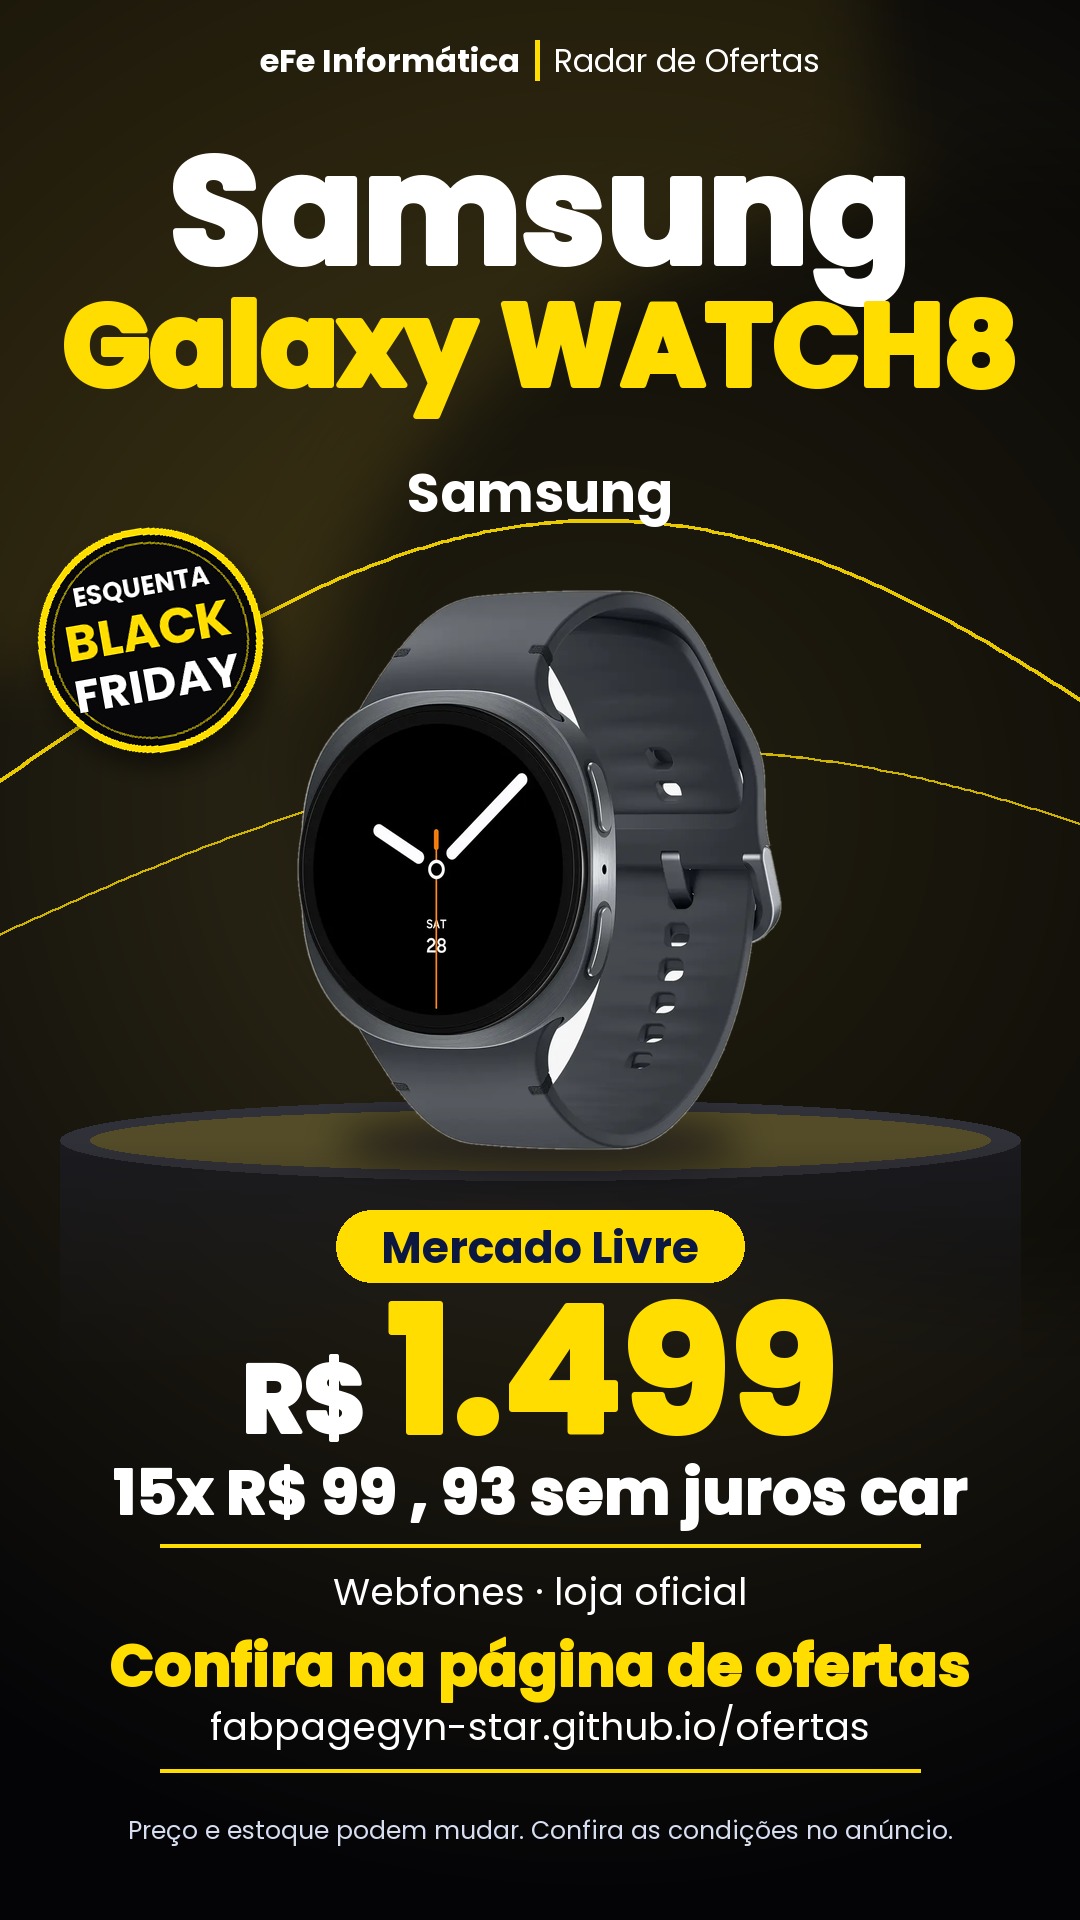 eFe Informática | Radar de Ofertas
Samsung
Galaxy WATCH8
Samsung
ESQUENTA
BLACK
FRIDAY
SAT
28
Mercado Livre
R$ 1.499
15x R$ 99 , 93 sem juros car
Webfones · loja oficial
Confira na página de ofertas
fabpagegyn-star.github.io/ofertas
Preço e estoque podem mudar. Confira as condições no anúncio.